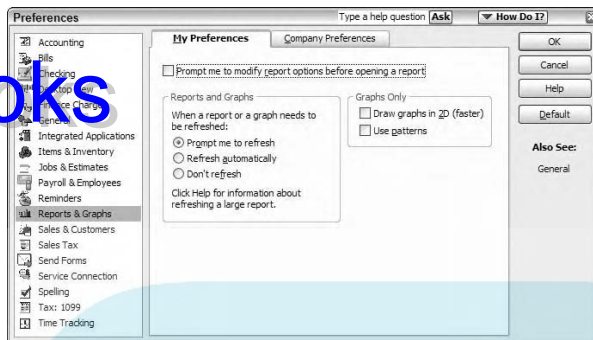 Preferences
Type a help question Ask
How Do I?
My Preferences
Company Preferences
Accounting
Bills
Checking
Desktop View
Finance Charge
General
Integrated Applications
Items & Inventory
Jobs & Estimates
Payroll & Employees
Reminders
Reports & Graphs
Sales & Customers
Sales Tax
Send Forms
Service Connection
Spelling
Tax: 1099
Time Tracking
oks
Prompt me to modify report options before opening a report
Reports and Graphs
When a report or a graph needs to
be refreshed:
Prompt me to refresh
Refresh automatically
Don't refresh
Click Help for information about
refreshing a large report.
Graphs Only
Draw graphs in 2D (faster)
Use patterns
OK
Cancel
Help
Default
Also See:
General